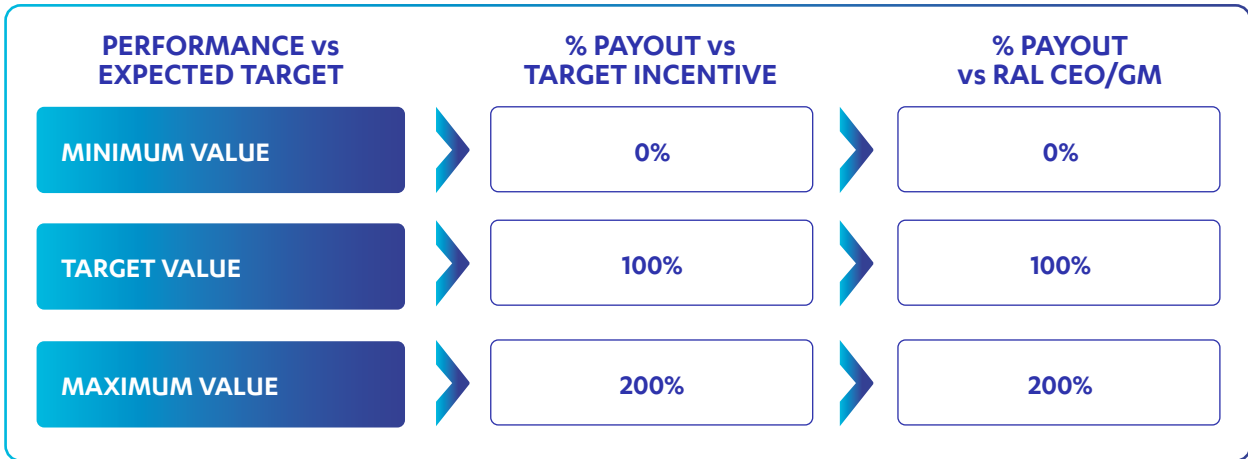 PERFORMANCE vs
EXPECTED TARGET
% PAYOUT vs
TARGET INCENTIVE
% PAYOUT
vs RAL CEO/GM
MINIMUM VALUE
0%
0%
TARGET VALUE
100%
100%
MAXIMUM VALUE
200%
200%